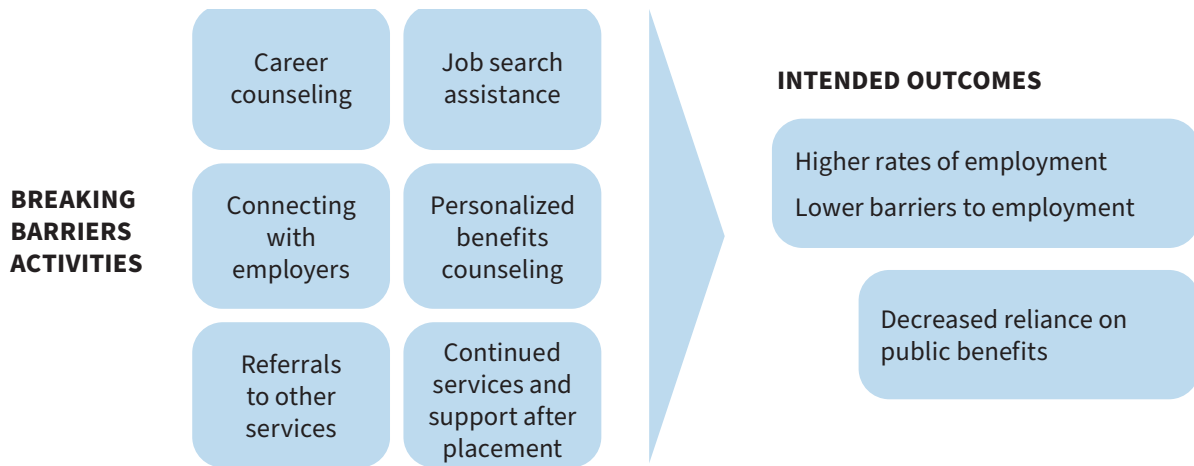 BREAKING
BARRIERS
ACTIVITIES
Career
counseling
Job search
assistance
Connecting
with
employers
Personalized
benefits
counseling
Referrals
to other
services
Continued
services and
support after
placement
INTENDED OUTCOMES
Higher rates of employment
Lower barriers to employment
Decreased reliance on
public benefits